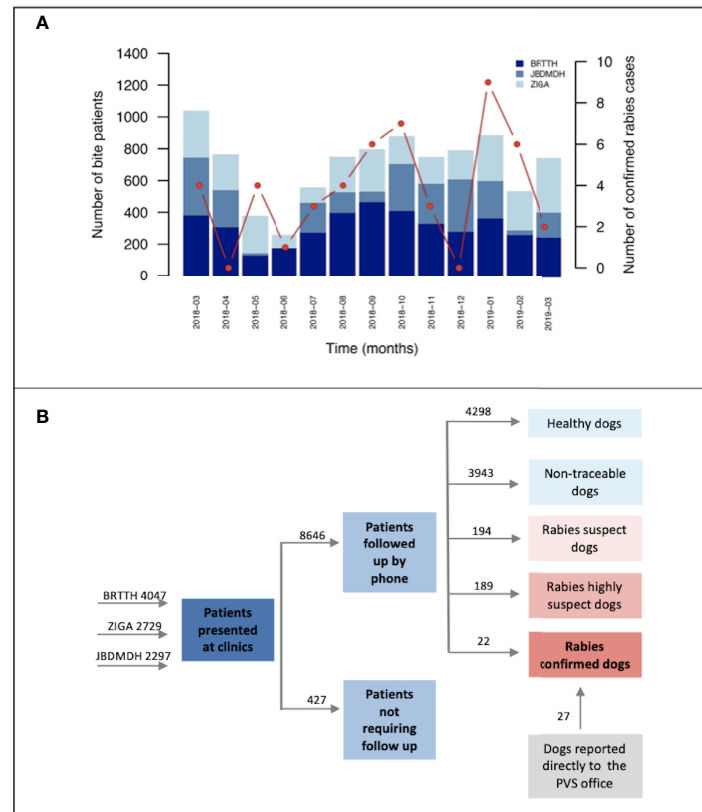 A
1400
1200
1000
800
600
400
200
0
Number of bite patients
BRTTH
JBDMDH
ZIGA
10
8
6
4
2
0
Number of confirmed rabies cases
2018-03
2018-04
2018-05
2018-06
2018-07
2018-08
2018-09
2018-10
2018-11
2018-12
2019-01
2019-02
2019-03
Time (months)
B
BRTTH 4047
ZIGA 2729
JBDMDH 2297
Patients
presented
at clinics
8646
Patients
followed
up by
phone
427
Patients
not
requiring
follow up
4298
Healthy dogs
3943
Non-traceable
dogs
194
Rabies suspect
dogs
189
Rabies highly
suspect dogs
22
Rabies
confirmed dogs
27
Dogs reported
directly to the
PVS office